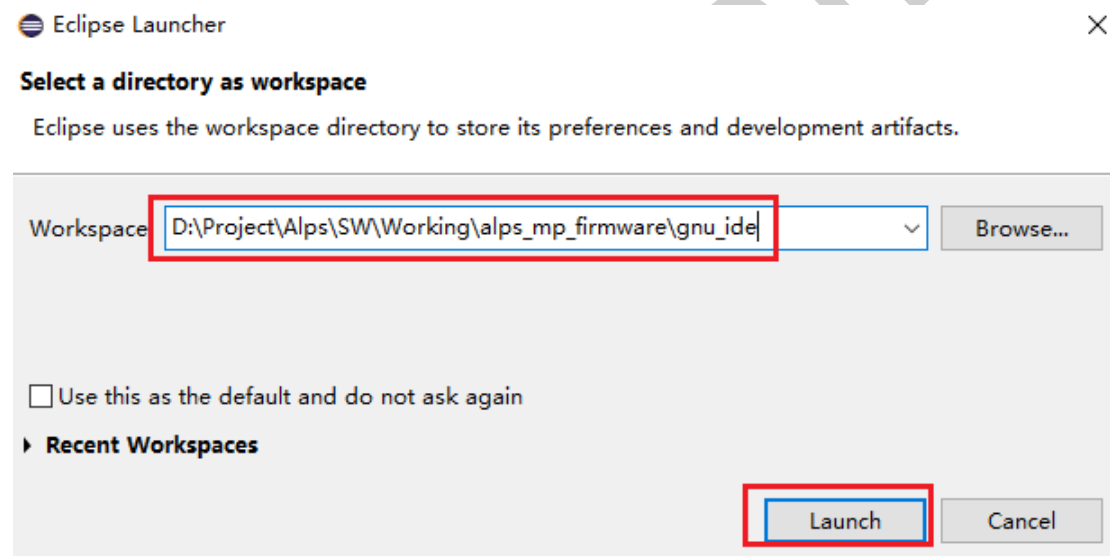 Eclipse Launcher
Select a directory as workspace
Eclipse uses the workspace directory to store its preferences and development artifacts.
Workspace D:\Project\Alps\SW\Working\alps_mp_firmware\gnu_ide Browse...
Use this as the default and do not ask again
Recent Workspaces
Launch Cancel